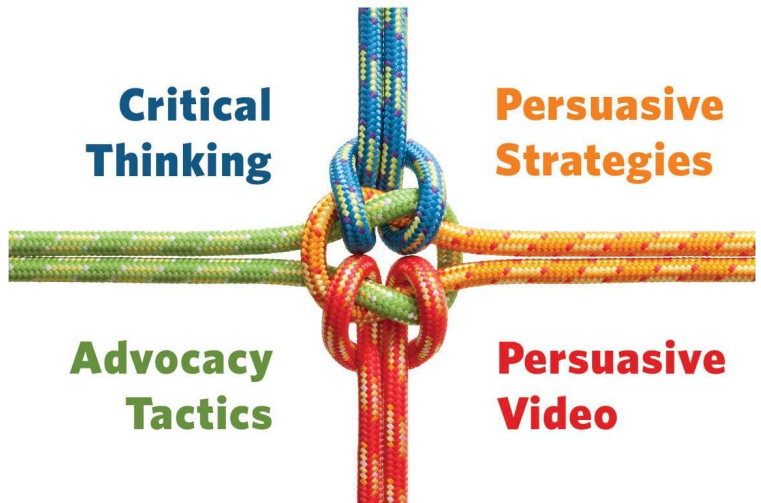 Critical
Thinking
Persuasive
Strategies
Advocacy
Tactics
Persuasive
Video